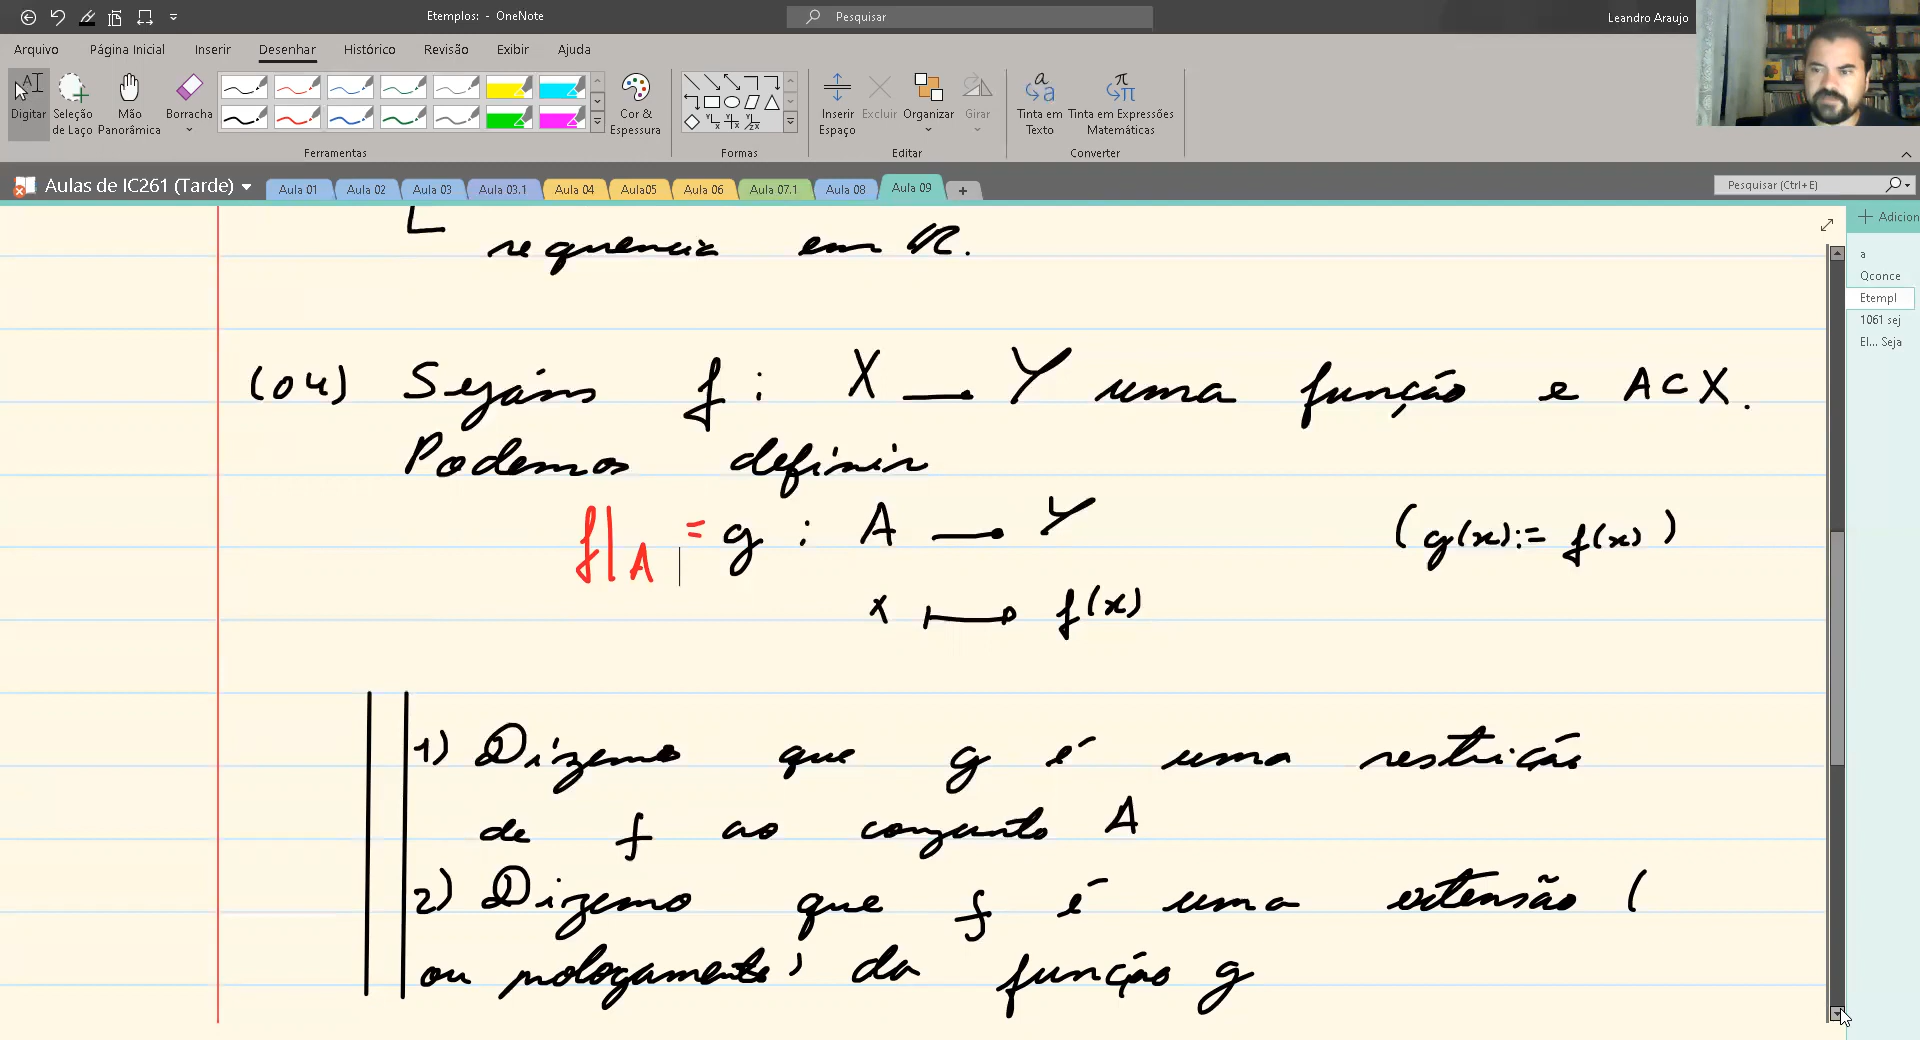 Etemplos: - OneNote
Pesquisar
Leandro Araujo
Arquivo Página Inicial Inserir Desenhar Histórico Revisão Exibir Ajuda
Digitar
Seleção de Laço
Mão Panorâmica
Borracha
Cor & Espessura
Inserir Espaço
Excluir
Organizar
Girar
Tinta em Texto
Tinta em Expressões Matemáticas
Ferramentas
Formas
Editar
Converter
Aulas de IC261 (Tarde)
Aula 01 Aula 02 Aula 03 Aula 03.1 Aula 04 Aula05 Aula 06 Aula 07.1 Aula 08 Aula 09
Pesquisar (Ctrl+E)
Adicion
a
Qconce
Etempl
1061 sej
El... Seja
sequencia em ℝ.
(04) Sejam f : X → Y uma função e A⊂X.
Podemos definir
f|A = g : A → Y (g(x):= f(x))
x ↦ f(x)
1) Dizemos que g é uma restrição
de f ao conjunto A
2) Dizemo que f é uma extensão (
ou prologamento) da função g